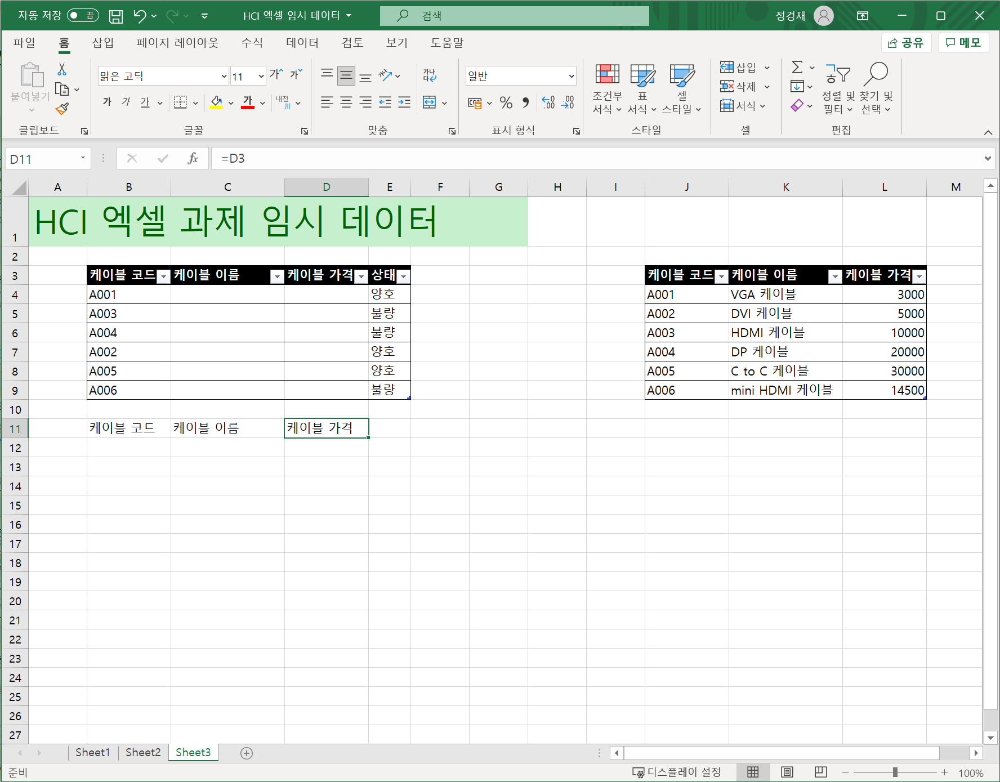 자동 저장 끔 HCI 엑셀 임시 데이터 검색 정경재
파일 홈 삽입 페이지 레이아웃 수식 데이터 검토 보기 도움말 공유 메모
붙여넣기
맑은 고딕 11 가 가
가 가 가 가 내천 川
가나 다
일반
% , .00 .00
조건부 서식
표 서식
셀 스타일
삽입
삭제
서식
정렬 및 필터
찾기 및 선택
클립보드 글꼴 맞춤 표시 형식 스타일 셀 편집
D11 fx =D3
A B C D E F G H I J K L M
1 HCI 엑셀 과제 임시 데이터
2
3 케이블 코드 케이블 이름 케이블 가격 상태 케이블 코드 케이블 이름 케이블 가격
4 A001 양호 A001 VGA 케이블 3000
5 A003 불량 A002 DVI 케이블 5000
6 A004 불량 A003 HDMI 케이블 10000
7 A002 양호 A004 DP 케이블 20000
8 A005 양호 A005 C to C 케이블 30000
9 A006 불량 A006 mini HDMI 케이블 14500
10
11 케이블 코드 케이블 이름 케이블 가격
12
13
14
15
16
17
18
19
20
21
22
23
24
25
26
27
Sheet1 Sheet2 Sheet3
준비 디스플레이 설정 100%